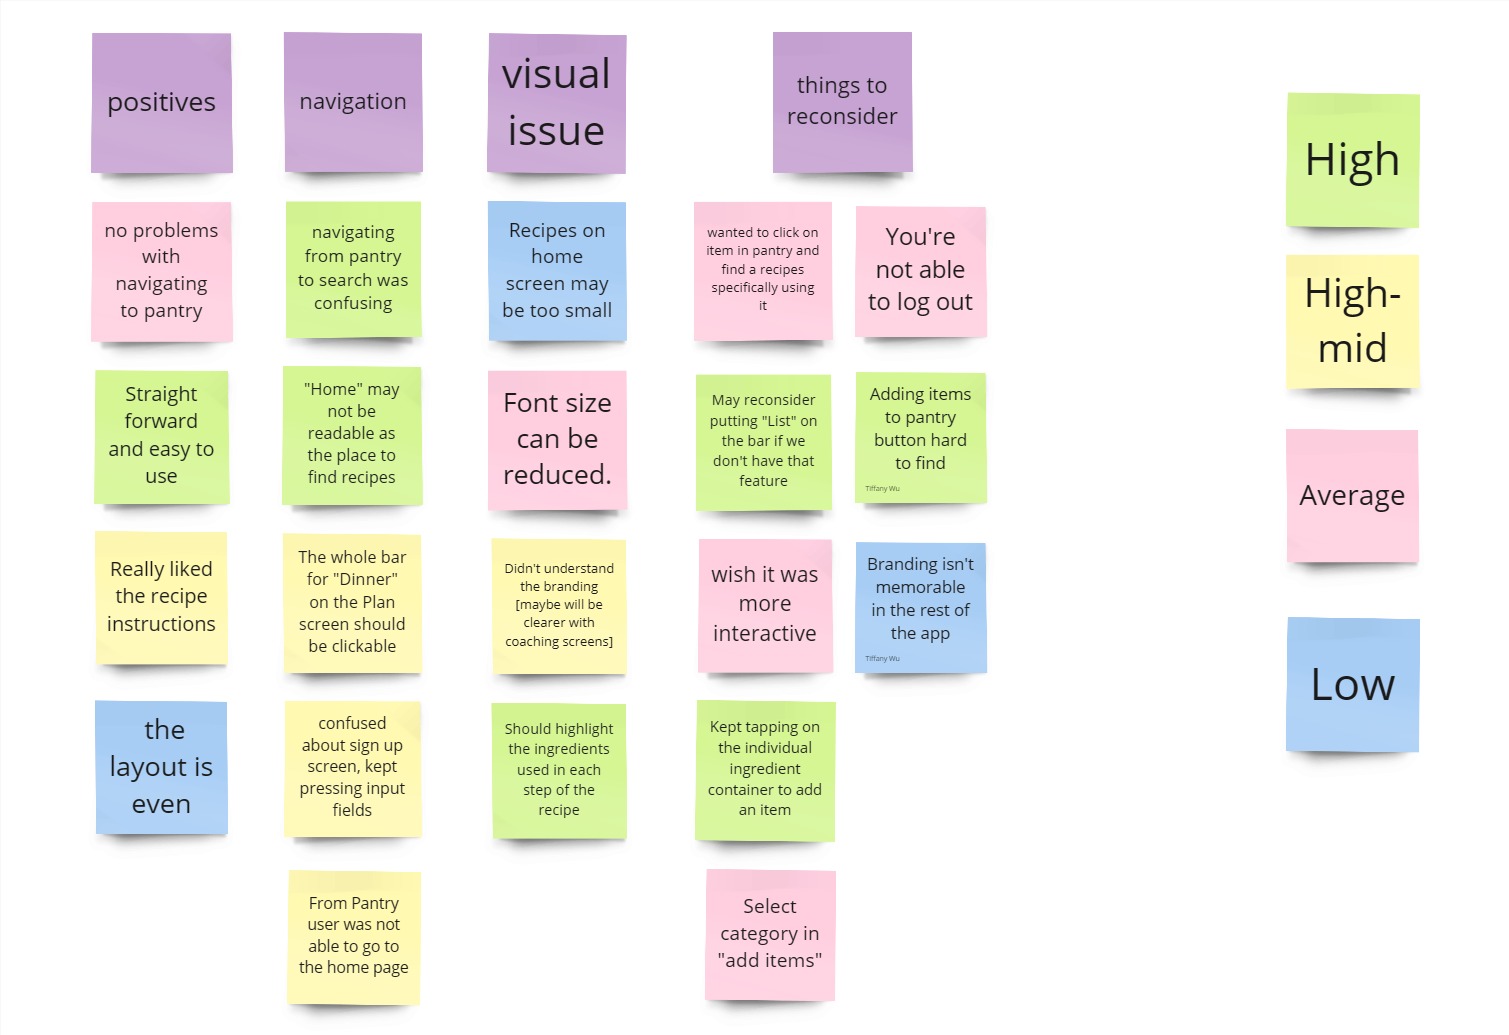 positives
navigation
visual
issue
things to
reconsider
no problems
with
navigating
to pantry
Straight
forward
and easy to
use
Really liked
the recipe
instructions
the
layout is
even
navigating
from pantry
to search was
confusing
"Home" may
not be
readable as
the place to
find recipes
The whole bar
for "Dinner"
on the Plan
screen should
be clickable
confused
about sign up
screen, kept
pressing input
fields
From Pantry
user was not
able to go to
the home page
Recipes on
home
screen may
be too small
Font size
can be
reduced.
Didn't understand
the branding
[maybe will be
clearer with
coaching screens]
Should highlight
the ingredients
used in each
step of the
recipe
wanted to click on
item in pantry and
find a recipes
specifically using
it
May reconsider
putting "List" on
the bar if we
don't have that
feature
wish it was
more
interactive
Kept tapping on
the individual
ingredient
container to add
an item
Select
category in
"add items"
You're
not able
to log out
Adding items
to pantry
button hard
to find
Tiffany Wu
Branding isn't
memorable
in the rest of
the app
Tiffany Wu
High
High-
mid
Average
Low